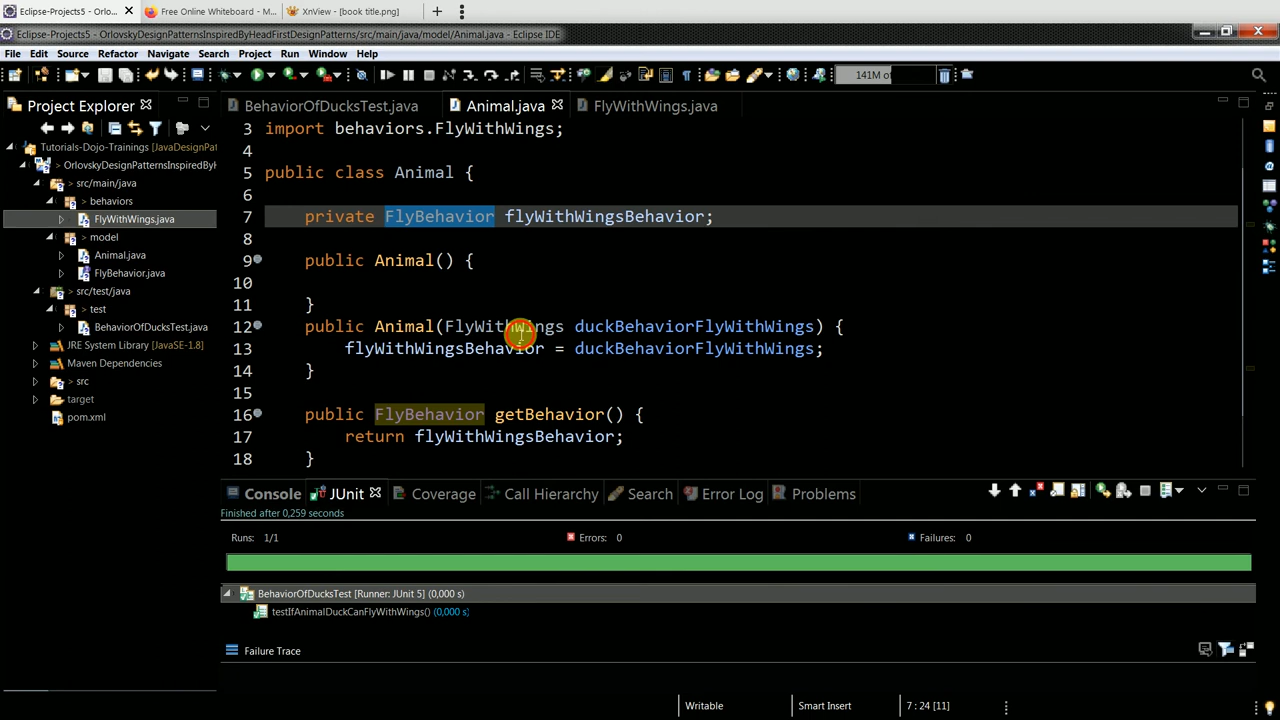 Eclipse-Projects5 - Orlo...
Free Online Whiteboard - M...
XnView - [book title.png]
Eclipse-Projects5 - OrlovskyDesignPatternsInspiredByHeadFirstDesignPatterns/src/main/java/model/Animal.java - Eclipse IDE
File Edit Source Refactor Navigate Search Project Run Window Help
141M of
Project Explorer
BehaviorOfDucksTest.java Animal.java FlyWithWings.java
Tutorials-Dojo-Trainings [JavaDesignPat
OrlovskyDesignPatternsInspiredByH
> src/main/java
> behaviors
FlyWithWings.java
> model
> Animal.java
> FlyBehavior.java
> src/test/java
> test
> BehaviorOfDucksTest.java
JRE System Library [JavaSE-1.8]
Maven Dependencies
> src
> target
pom.xml
3 import behaviors.FlyWithWings;
4
5 public class Animal {
6
7 private FlyBehavior flyWithWingsBehavior;
8
9 public Animal() {
10
11 }
12 public Animal(FlyWithWings duckBehaviorFlyWithWings) {
13 flyWithWingsBehavior = duckBehaviorFlyWithWings;
14 }
15
16 public FlyBehavior getBehavior() {
17 return flyWithWingsBehavior;
18 }
Console JUnit Coverage Call Hierarchy Search Error Log Problems
Finished after 0,259 seconds
Runs: 1/1 Errors: 0 Failures: 0
BehaviorOfDucksTest [Runner: JUnit 5] (0,000 s)
testIfAnimalDuckCanFlyWithWings() (0,000 s)
Failure Trace
Writable Smart Insert 7 : 24 [11]